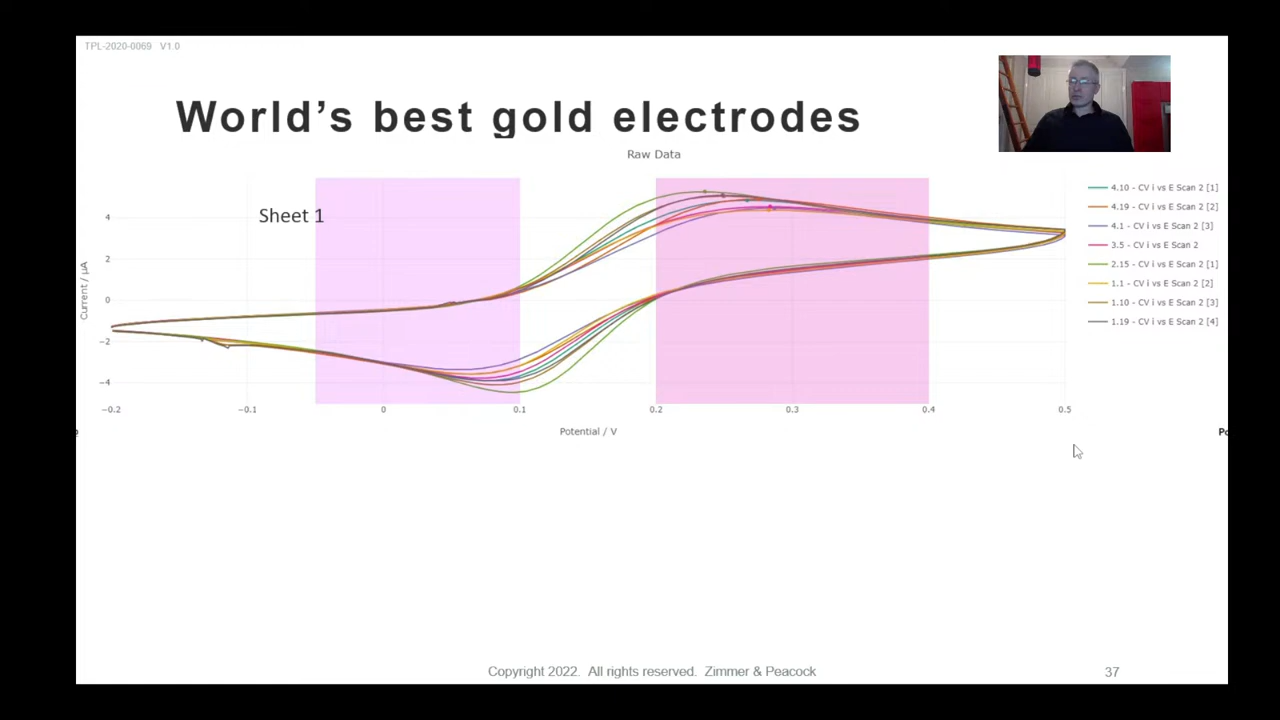 TPL-2020-0069 V1.0
World's best gold electrodes
Raw Data
Sheet 1
4
2
0
−2
−4
Current / µA
−0.2 −0.1 0 0.1 0.2 0.3 0.4 0.5
Potential / V
4.10 - CV i vs E Scan 2 [1]
4.19 - CV i vs E Scan 2 [2]
4.1 - CV i vs E Scan 2 [3]
3.5 - CV i vs E Scan 2
2.15 - CV i vs E Scan 2 [1]
1.1 - CV i vs E Scan 2 [2]
1.10 - CV i vs E Scan 2 [3]
1.19 - CV i vs E Scan 2 [4]
Po
Copyright 2022. All rights reserved. Zimmer & Peacock
37